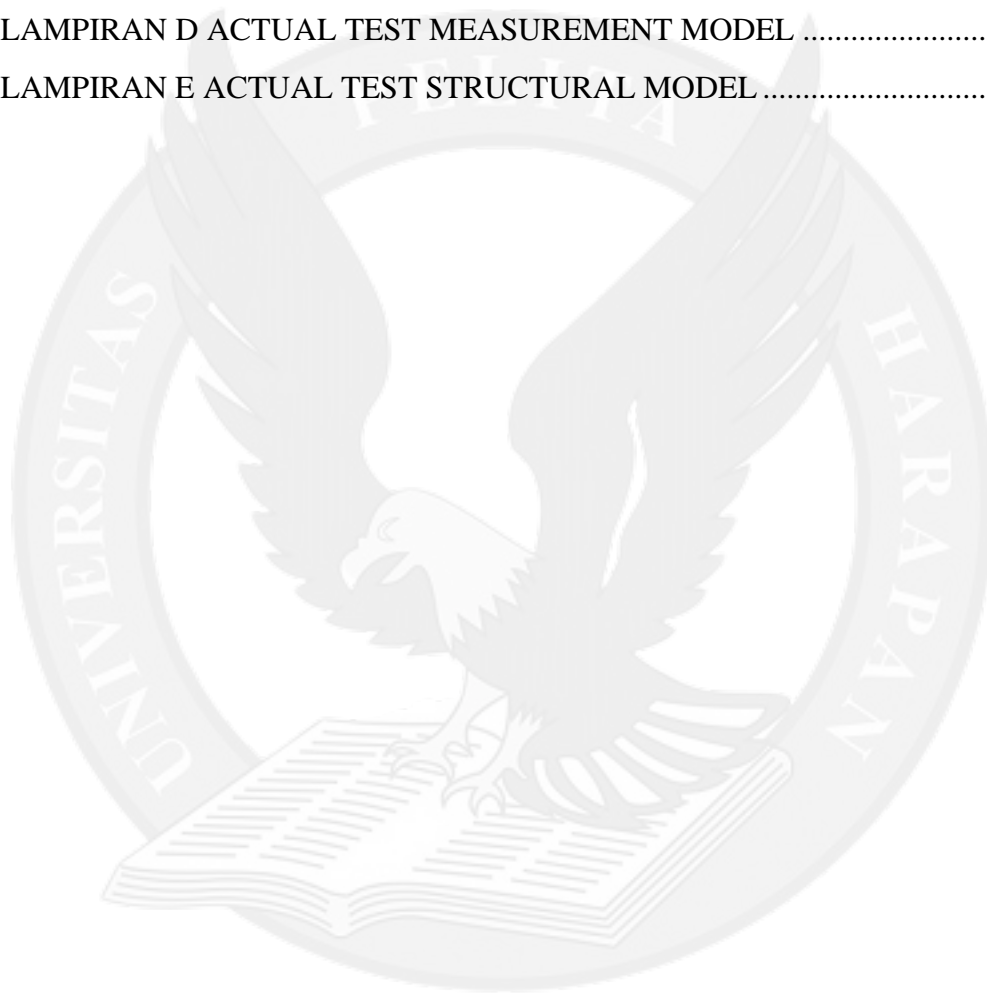 LAMPIRAN D ACTUAL TEST MEASUREMENT MODEL .......................
LAMPIRAN E ACTUAL TEST STRUCTURAL MODEL ............................
UNIVERSITAS PELITA HARAPAN